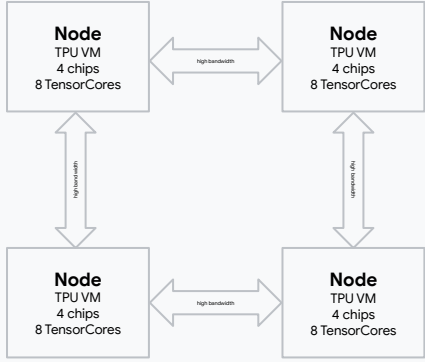 Node
TPU VM
4 chips
8 TensorCores
high bandwidth
Node
TPU VM
4 chips
8 TensorCores
high bandwidth
high bandwidth
Node
TPU VM
4 chips
8 TensorCores
high bandwidth
Node
TPU VM
4 chips
8 TensorCores